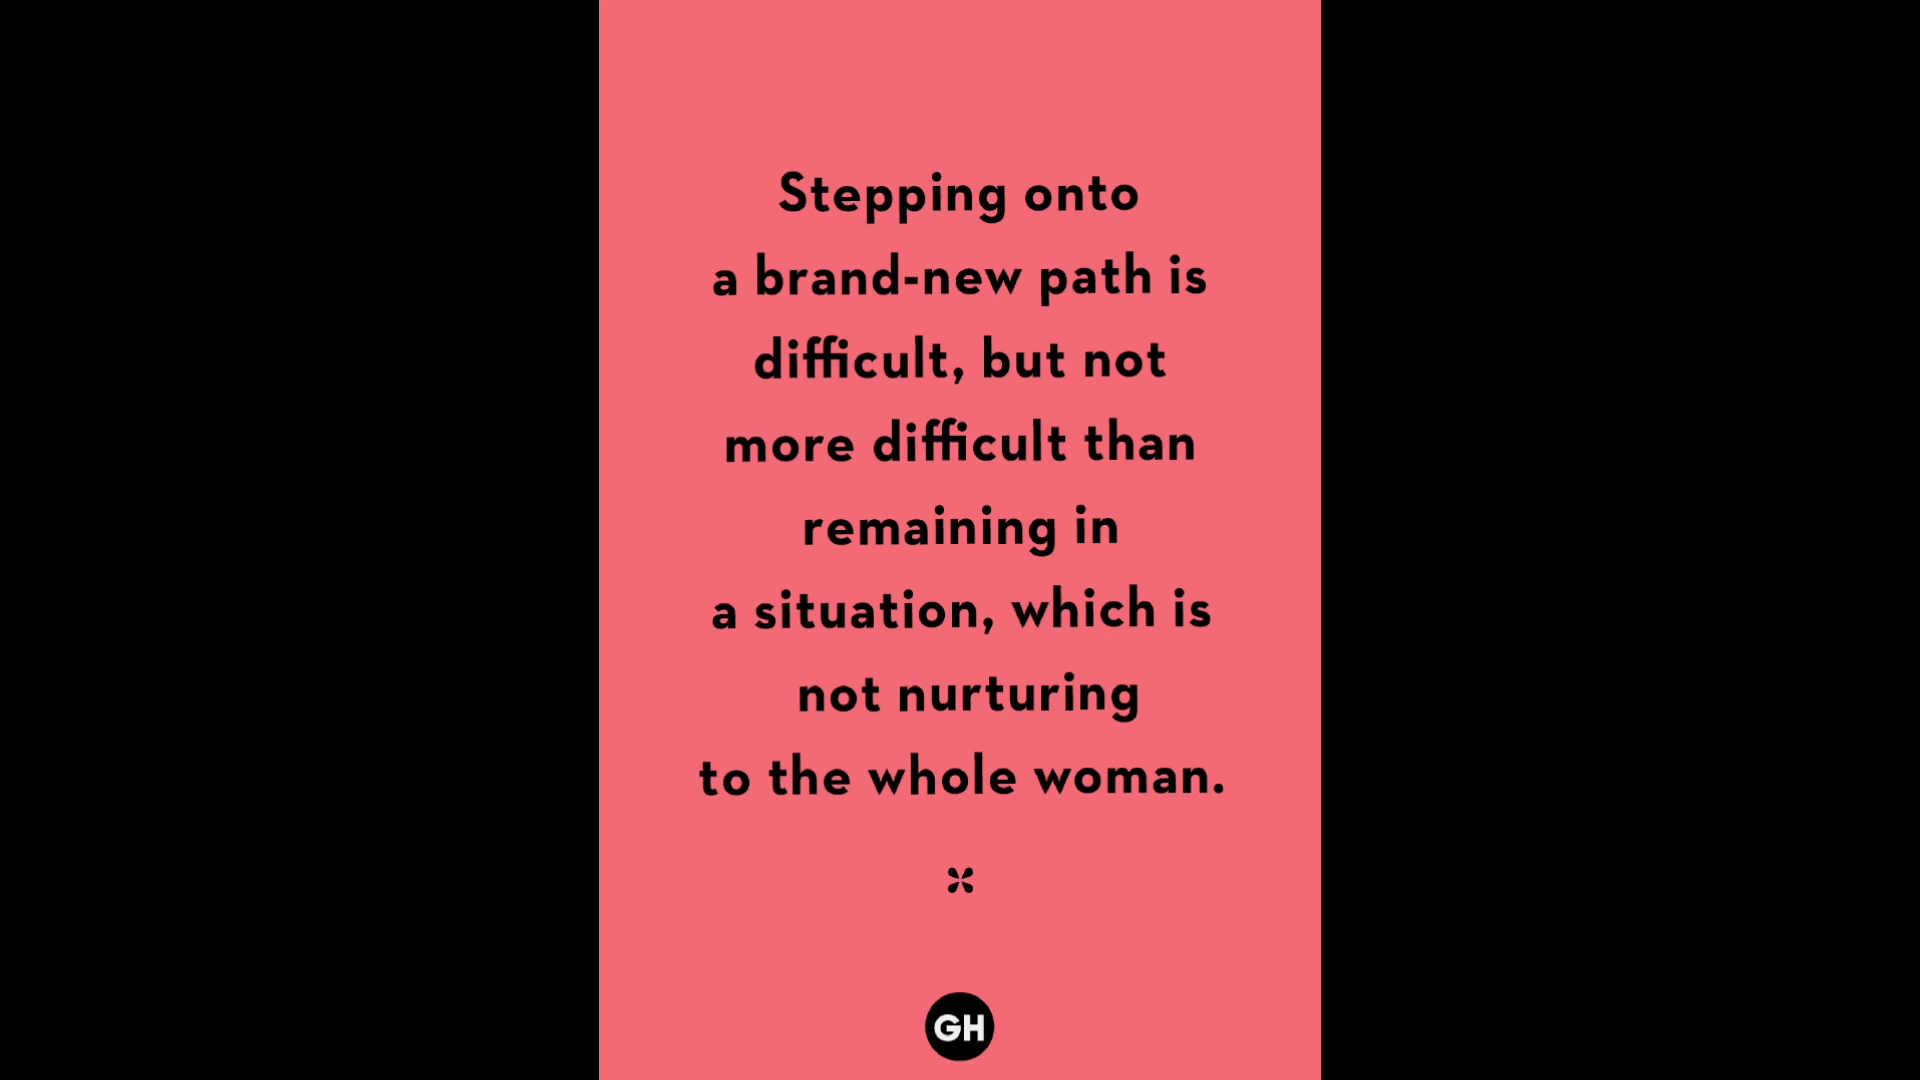 Stepping onto
a brand-new path is
difficult, but not
more difficult than
remaining in
a situation, which is
not nurturing
to the whole woman.
GH